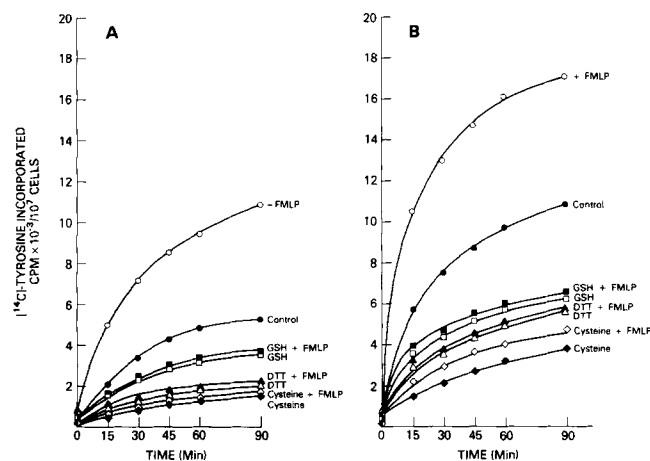 A
[14C]-TYROSINE INCORPORATED
CPM × 10-3/107 CELLS
20
18
16
14
12
10
8
6
4
2
– FMLP
Control
GSH + FMLP
GSH
DTT + FMLP
DTT
Cysteine + FMLP
Cysteine
0 15 30 45 60 90
TIME (Min)
B
20
18
16
14
12
10
8
6
4
2
+ FMLP
Control
GSH + FMLP
GSH
DTT + FMLP
DTT
Cysteine + FMLP
Cysteine
0 15 30 45 60 90
TIME (Min)